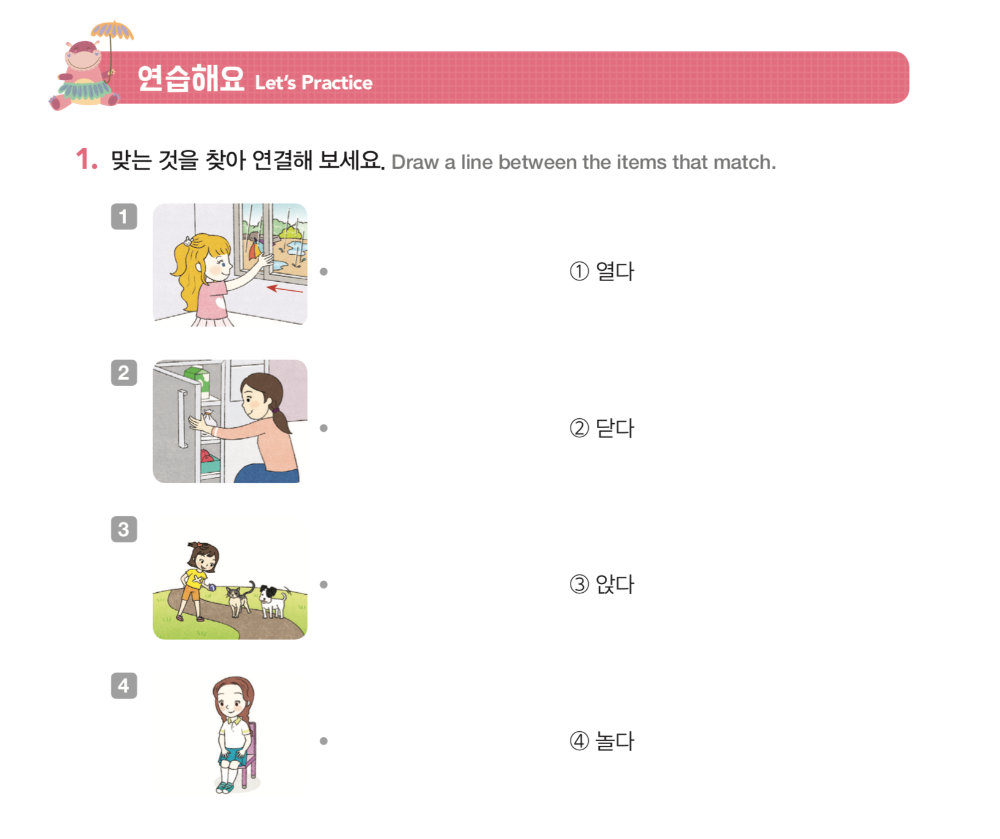 연습해요 Let's Practice
1. 맞는 것을 찾아 연결해 보세요. Draw a line between the items that match.
1
① 열다
2
② 닫다
3
③ 앉다
4
④ 놀다